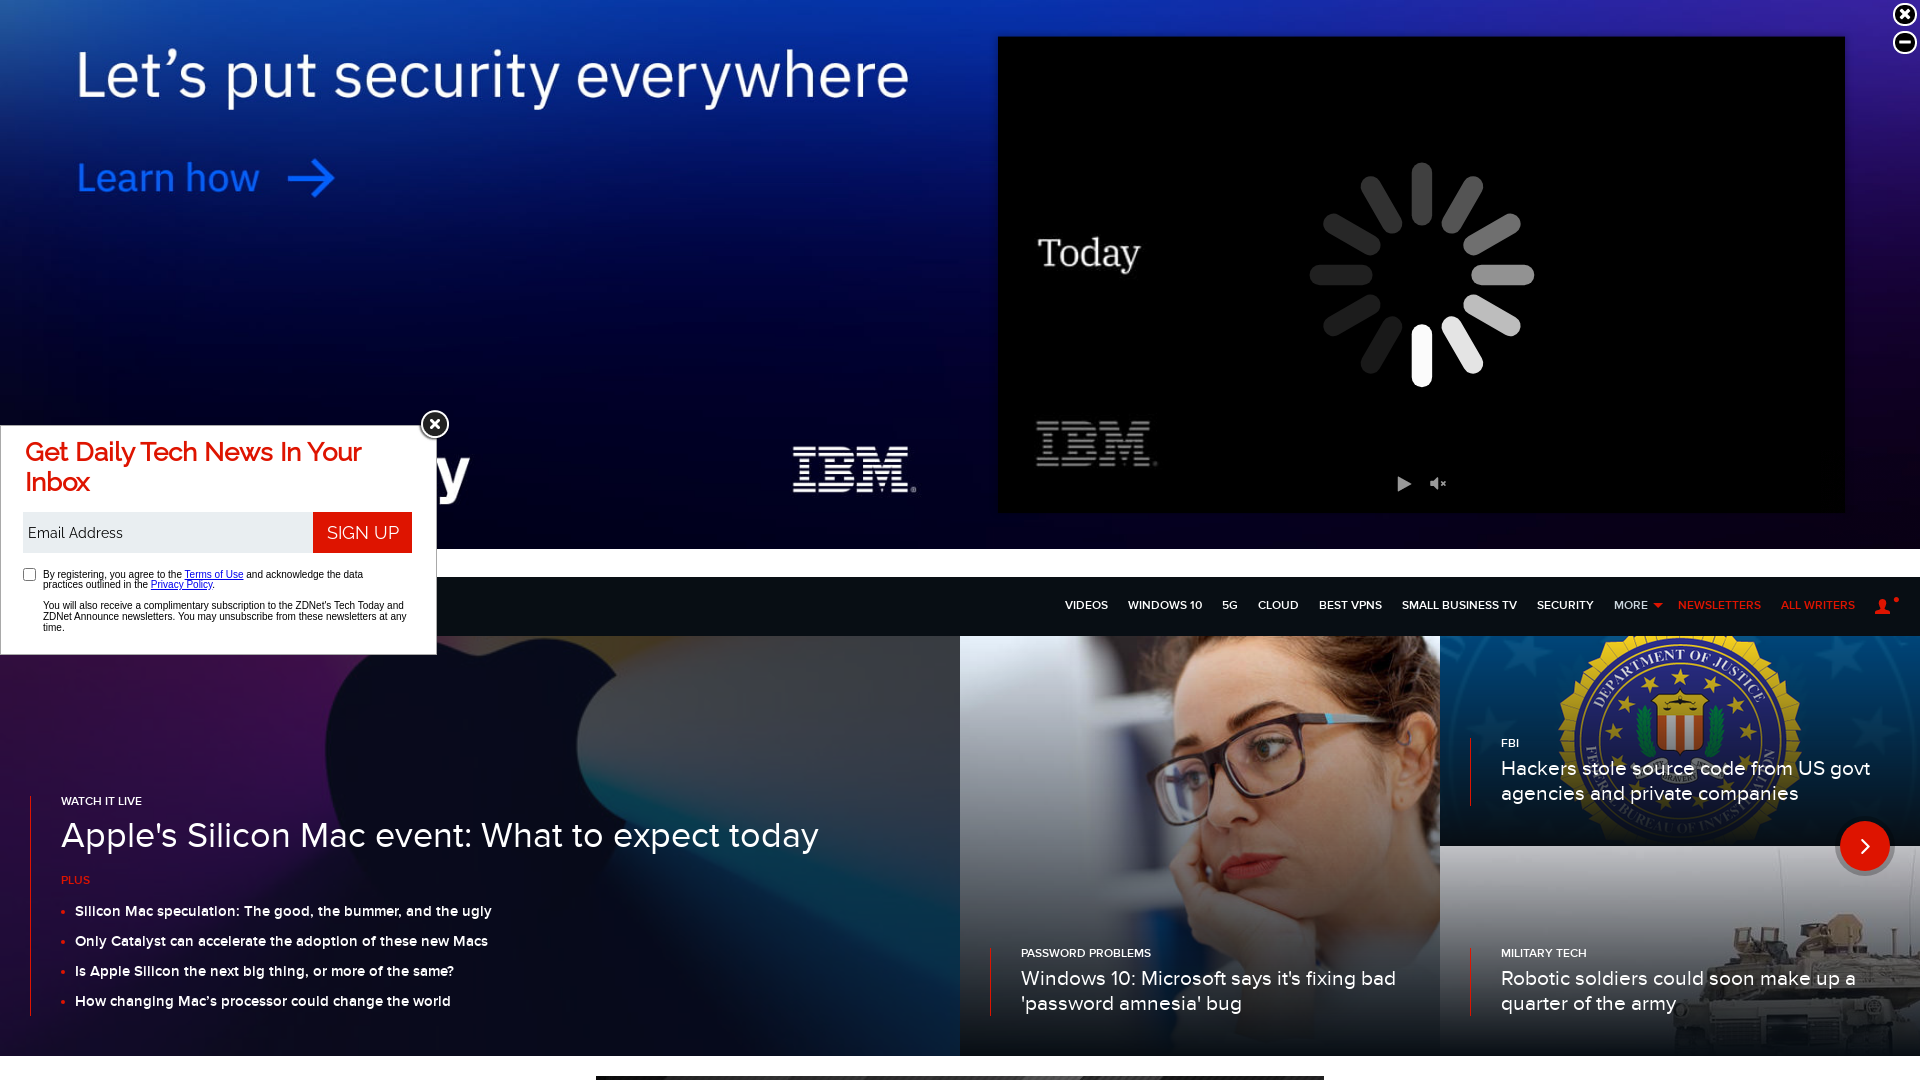 Let's put security everywhere
Learn how
Today
IBM
y
IBM
Get Daily Tech News In Your
Inbox
Email Address
SIGN UP
By registering, you agree to the Terms of Use and acknowledge the data
practices outlined in the Privacy Policy.
You will also receive a complimentary subscription to the ZDNet's Tech Today and
ZDNet Announce newsletters. You may unsubscribe from these newsletters at any
time.
VIDEOS WINDOWS 10 5G CLOUD BEST VPNS SMALL BUSINESS TV SECURITY MORE NEWSLETTERS ALL WRITERS
WATCH IT LIVE
Apple's Silicon Mac event: What to expect today
PLUS
Silicon Mac speculation: The good, the bummer, and the ugly
Only Catalyst can accelerate the adoption of these new Macs
Is Apple Silicon the next big thing, or more of the same?
How changing Mac’s processor could change the world
PASSWORD PROBLEMS
Windows 10: Microsoft says it's fixing bad
'password amnesia' bug
DEPARTMENT OF JUSTICE
FEDERAL BUREAU OF INVESTIGATION
FBI
Hackers stole source code from US govt
agencies and private companies
MILITARY TECH
Robotic soldiers could soon make up a
quarter of the army